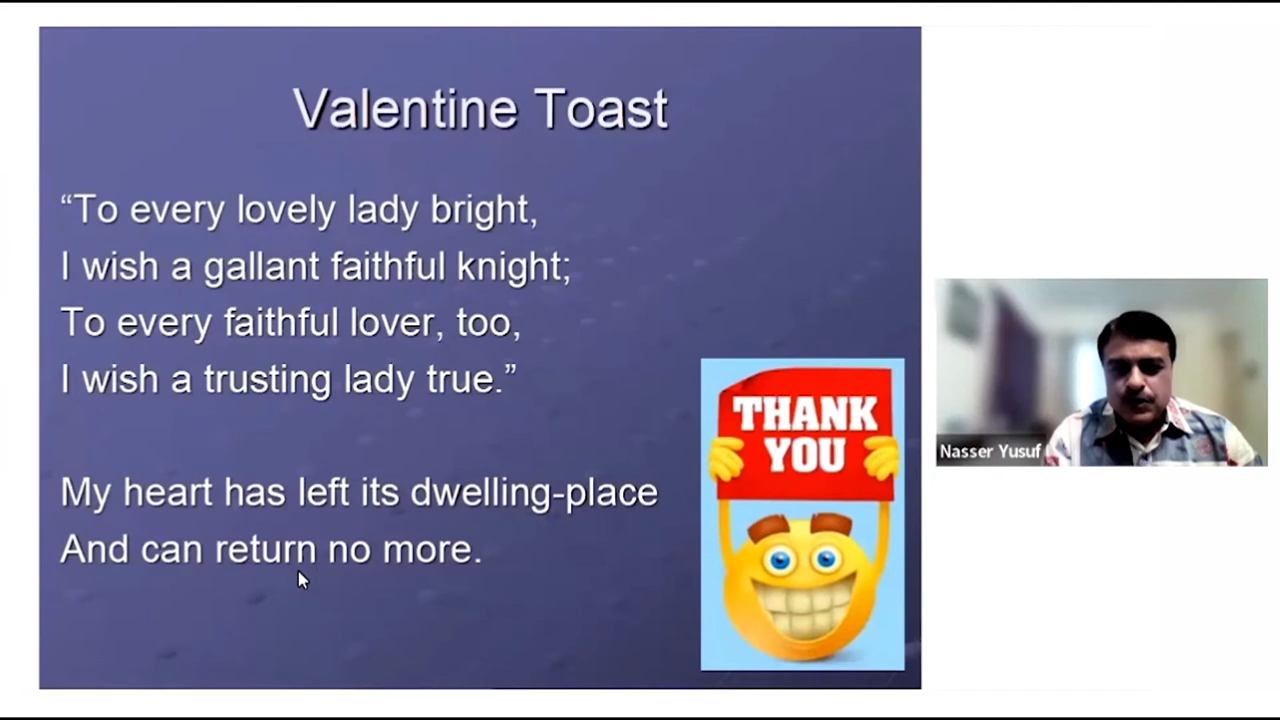 Valentine Toast
“To every lovely lady bright,
I wish a gallant faithful knight;
To every faithful lover, too,
I wish a trusting lady true.”
My heart has left its dwelling-place
And can return no more.
THANK
YOU
Nasser Yusuf